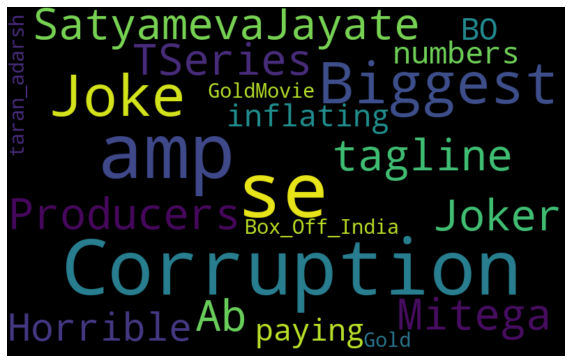 taran_adarsh
SatyamevaJayate
BO
TSeries
numbers
Joke
GoldMovie
Biggest
inflating
amp
tagline
se
Producers
Box_Off_India
Joker
Corruption
Horrible
Ab
paying
Gold
Mitega